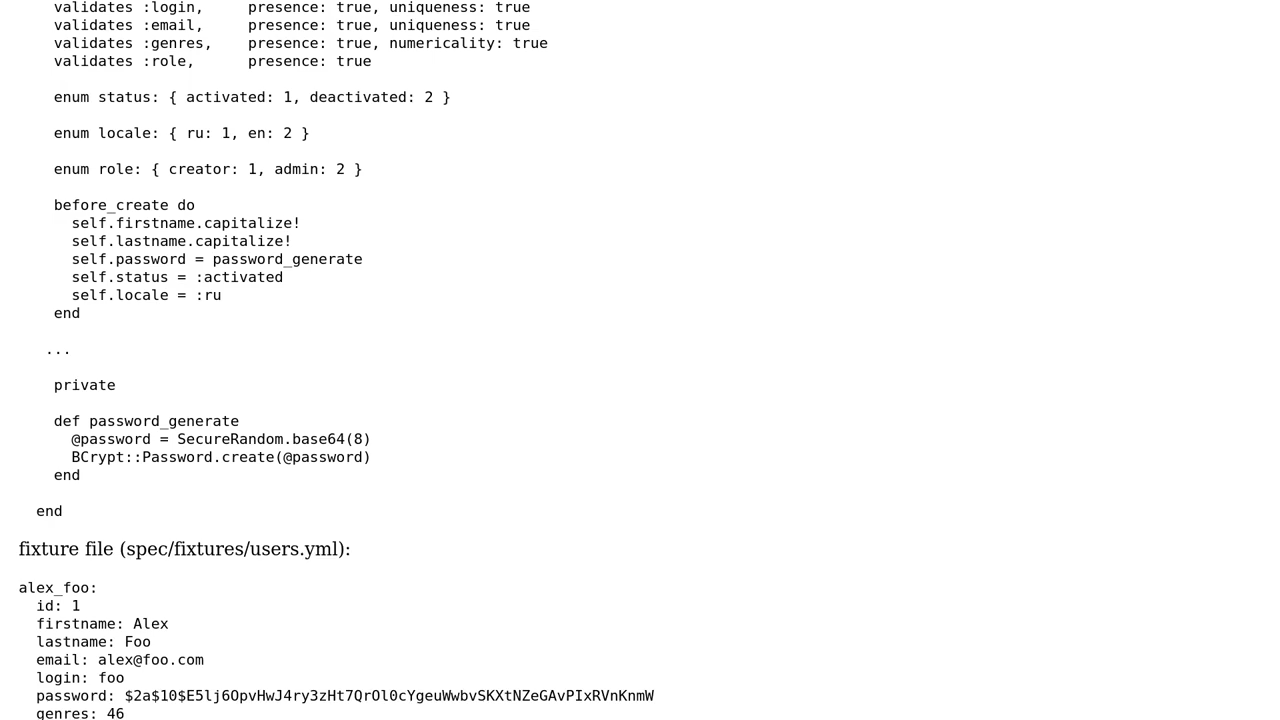 validates :login,     presence: true, uniqueness: true
validates :email,     presence: true, uniqueness: true
validates :genres,    presence: true, numericality: true
validates :role,      presence: true
enum status: { activated: 1, deactivated: 2 }
enum locale: { ru: 1, en: 2 }
enum role: { creator: 1, admin: 2 }
before_create do
self.firstname.capitalize!
self.lastname.capitalize!
self.password = password_generate
self.status = :activated
self.locale = :ru
end
...
private
def password_generate
@password = SecureRandom.base64(8)
BCrypt::Password.create(@password)
end
end
fixture file (spec/fixtures/users.yml):
alex_foo:
id: 1
firstname: Alex
lastname: Foo
email: alex@foo.com
login: foo
password: $2a$10$E5lj6OpvHwJ4ry3zHt7QrOl0cYgeuWwbvSKXtNZeGAvPIxRVnKnmW
genres: 46